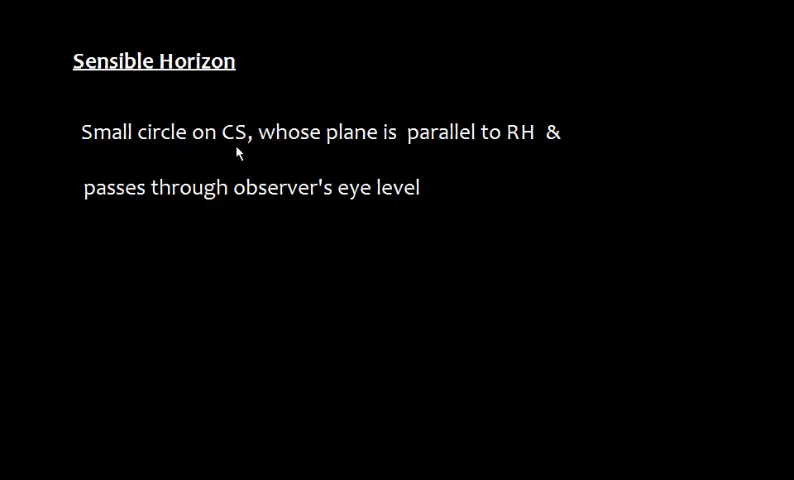 Sensible Horizon
Small circle on CS, whose plane is parallel to RH &
passes through observer's eye level